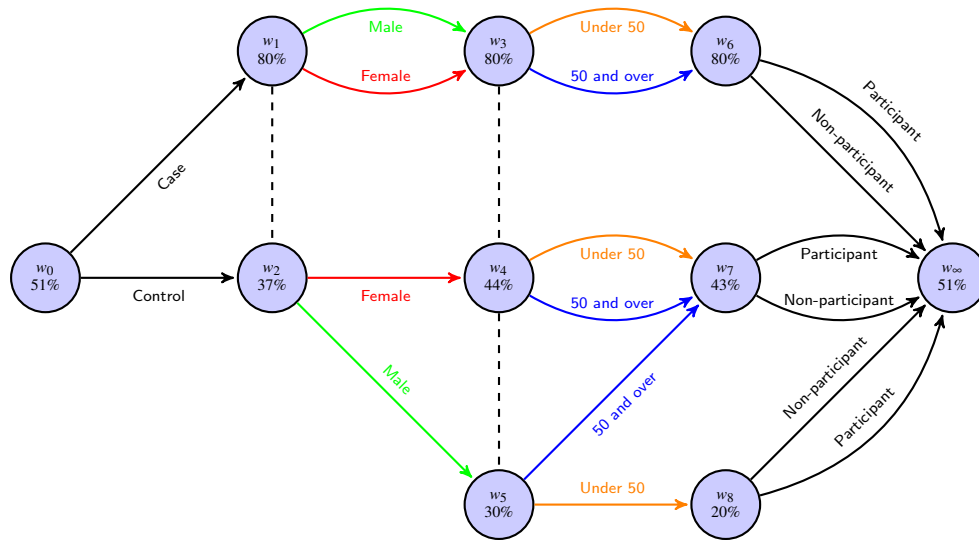 w₁
80%
Male
Female
w₃
80%
Under 50
50 and over
w₆
80%
Participant
Non-participant
Case
w₀
51%
Control
w₂
37%
Female
w₄
44%
Under 50
50 and over
w₇
43%
Participant
Non-participant
w∞
51%
Male
50 and over
Non-participant
Participant
w₅
30%
Under 50
w₈
20%